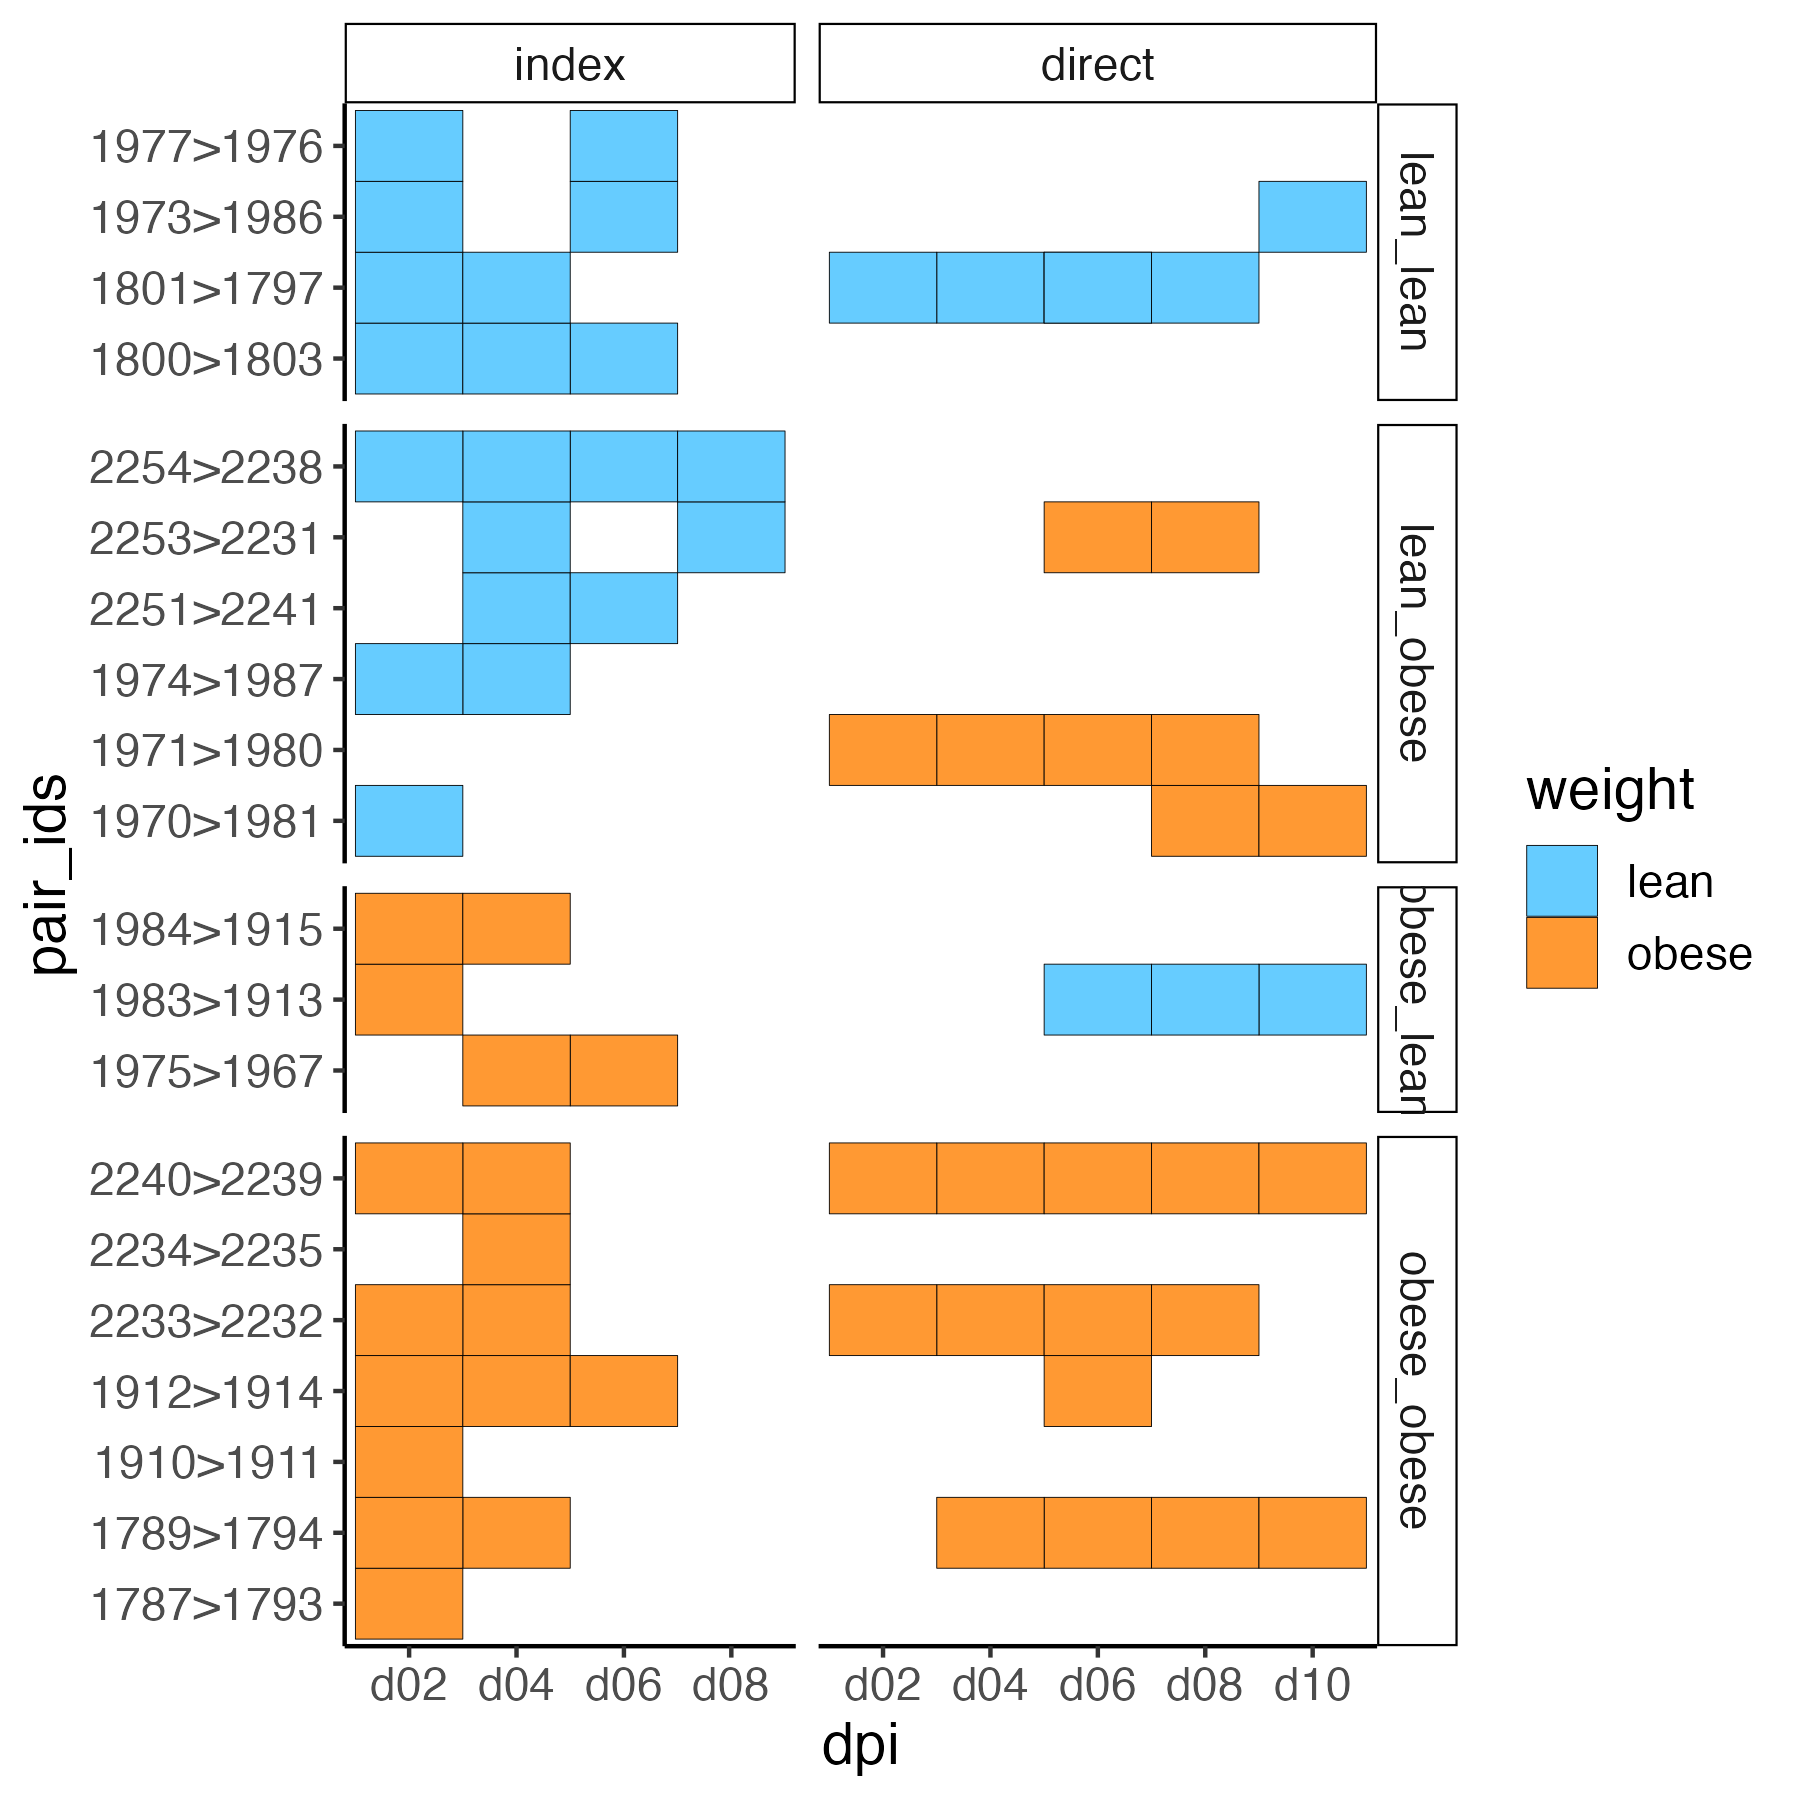 index
direct
1977>1976
1973>1986
1801>1797
1800>1803
lean_lean
2254>2238
2253>2231
2251>2241
1974>1987
1971>1980
1970>1981
lean_obese
1984>1915
1983>1913
1975>1967
obese_lean
2240>2239
2234>2235
2233>2232
1912>1914
1910>1911
1789>1794
1787>1793
obese_obese
d02 d04 d06 d08
d02 d04 d06 d08 d10
dpi
pair_ids
weight
lean
obese